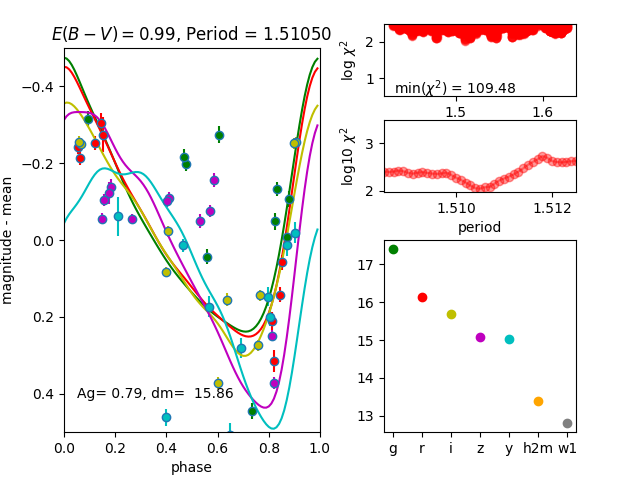 E(B − V) = 0.99, Period = 1.51050
−0.4
−0.2
0.0
0.2
0.4
magnitude - mean
Ag= 0.79, dm=  15.86
0.0 0.2 0.4 0.6 0.8 1.0
phase
log χ²
2
1
min(χ²) = 109.48
1.5 1.6
log10 χ²
3
2
1.510 1.512
period
17
16
15
14
13
g r i z y h2m w1